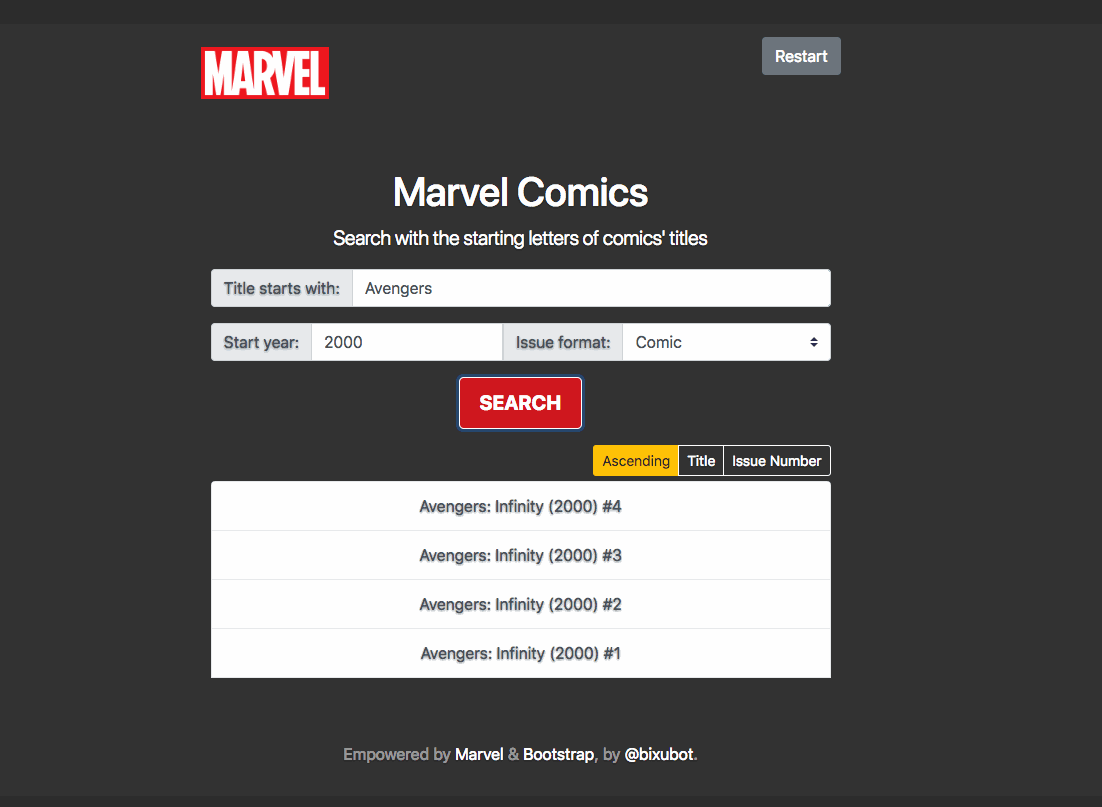 MARVEL
Restart
Marvel Comics
Search with the starting letters of comics' titles
Title starts with: Avengers
Start year: 2000 Issue format: Comic
SEARCH
Ascending Title Issue Number
Avengers: Infinity (2000) #4
Avengers: Infinity (2000) #3
Avengers: Infinity (2000) #2
Avengers: Infinity (2000) #1
Empowered by Marvel & Bootstrap, by @bixubot.